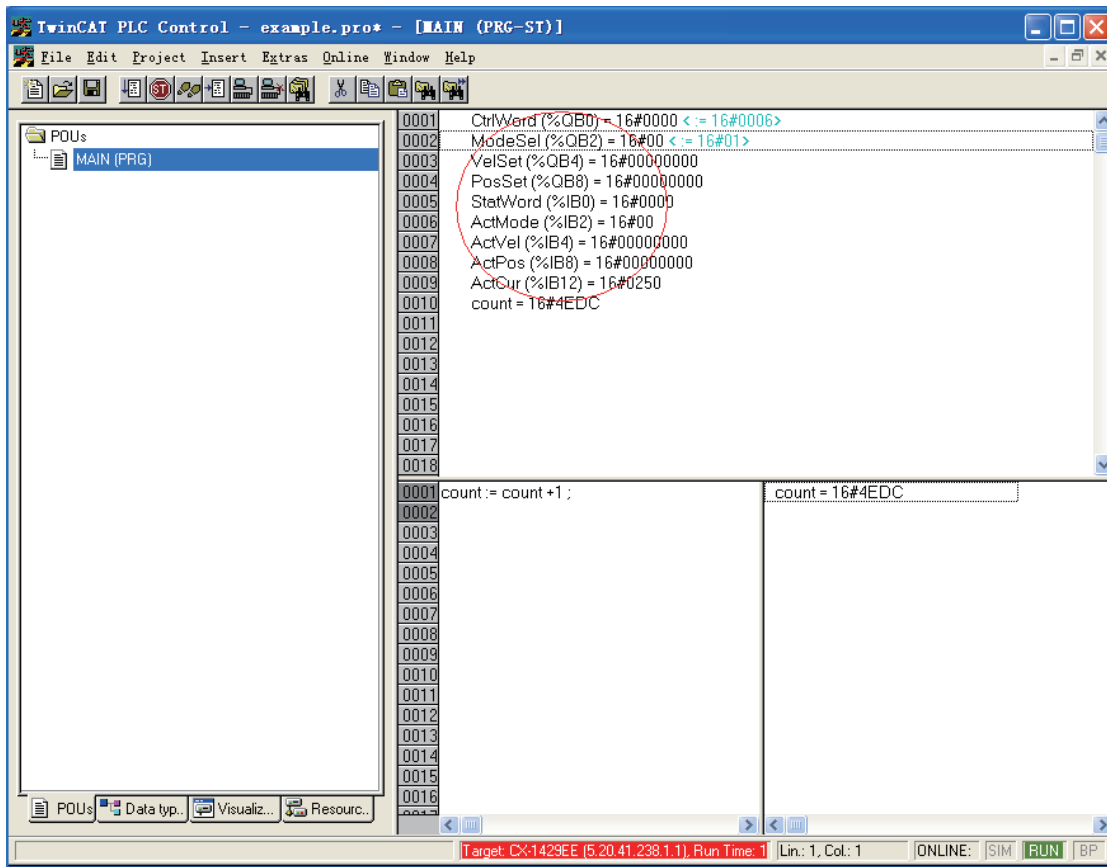 TwinCAT PLC Control - example.pro* - [MAIN (PRG-ST)]
File Edit Project Insert Extras Online Window Help
POUs
MAIN (PRG)
0001 CtrlWord (%QB0) = 16#0000 < := 16#0006>
0002 ModeSel (%QB2) = 16#00 < := 16#01>
0003 VelSet (%QB4) = 16#00000000
0004 PosSet (%QB8) = 16#00000000
0005 StatWord (%IB0) = 16#0000
0006 ActMode (%IB2) = 16#00
0007 ActVel (%IB4) = 16#00000000
0008 ActPos (%IB8) = 16#00000000
0009 ActCur (%IB12) = 16#0250
0010 count = 16#4EDC
0011
0012
0013
0014
0015
0016
0017
0018
0001 count := count +1 ; count = 16#4EDC
0002
0003
0004
0005
0006
0007
0008
0009
0010
0011
0012
0013
0014
0015
0016
POUs Data typ.. Visualiz... Resourc..
Target: CX-1429EE (5.20.41.238.1.1), Run Time: 1 Lin.: 1, Col.: 1 ONLINE: SIM RUN BP